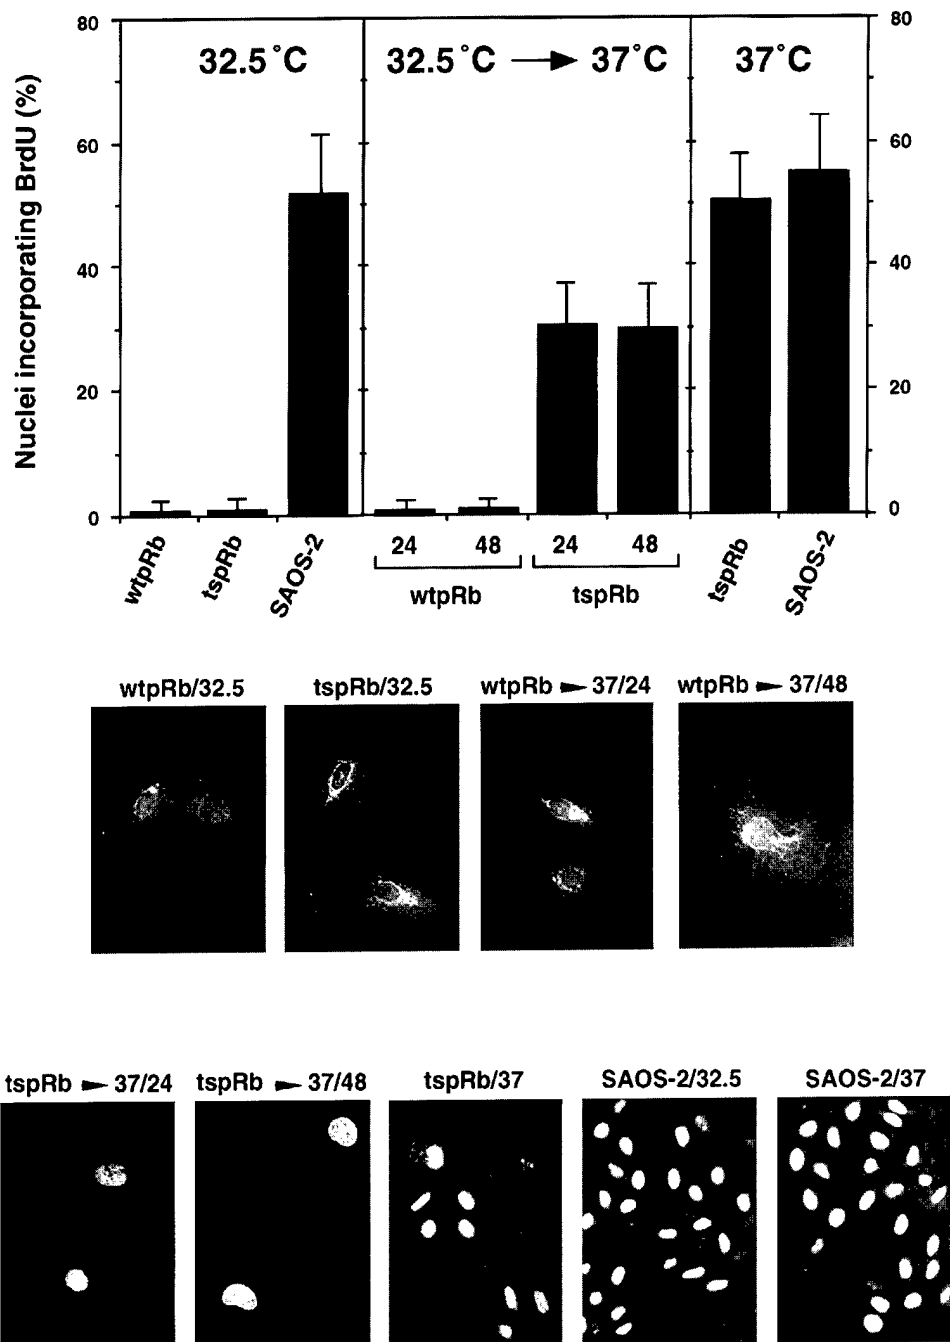 80 80
32.5°C 32.5°C → 37°C 37°C
60 60
Nuclei incorporating BrdU (%)
40 40
20 20
0 0
wtpRb tspRb SAOS-2 24 48 24 48 tspRb SAOS-2
wtpRb tspRb
wtpRb/32.5 tspRb/32.5 wtpRb ► 37/24 wtpRb ► 37/48
tspRb ► 37/24 tspRb ► 37/48 tspRb/37 SAOS-2/32.5 SAOS-2/37